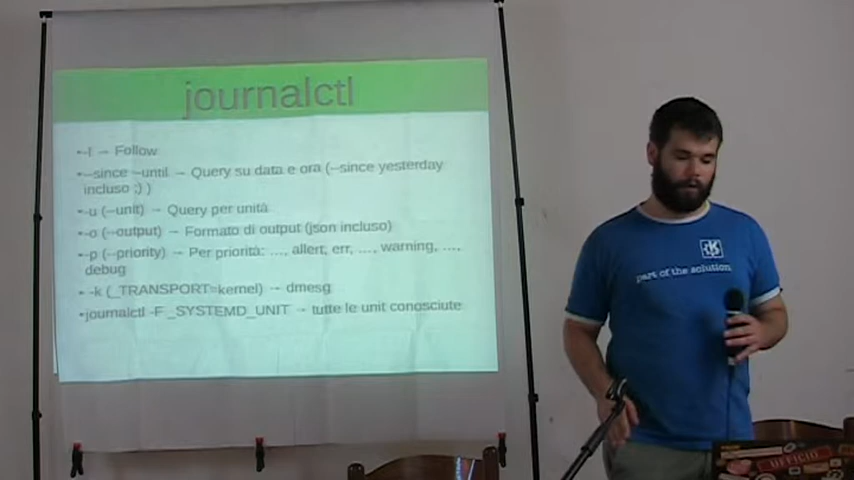 journalctl
•-f → Follow
•--since --until → Query su data e ora (--since yesterday
incluso ;) )
•-u (--unit) → Query per unità
•-o (--output) → Formato di output (json incluso)
•-p (--priority) → Per priorità: …, allert, err, …, warning, …,
debug
•-k (_TRANSPORT=kernel) → dmesg
•journalctl -F _SYSTEMD_UNIT → tutte le unit conosciute
K
part of the solution
UFFICIO